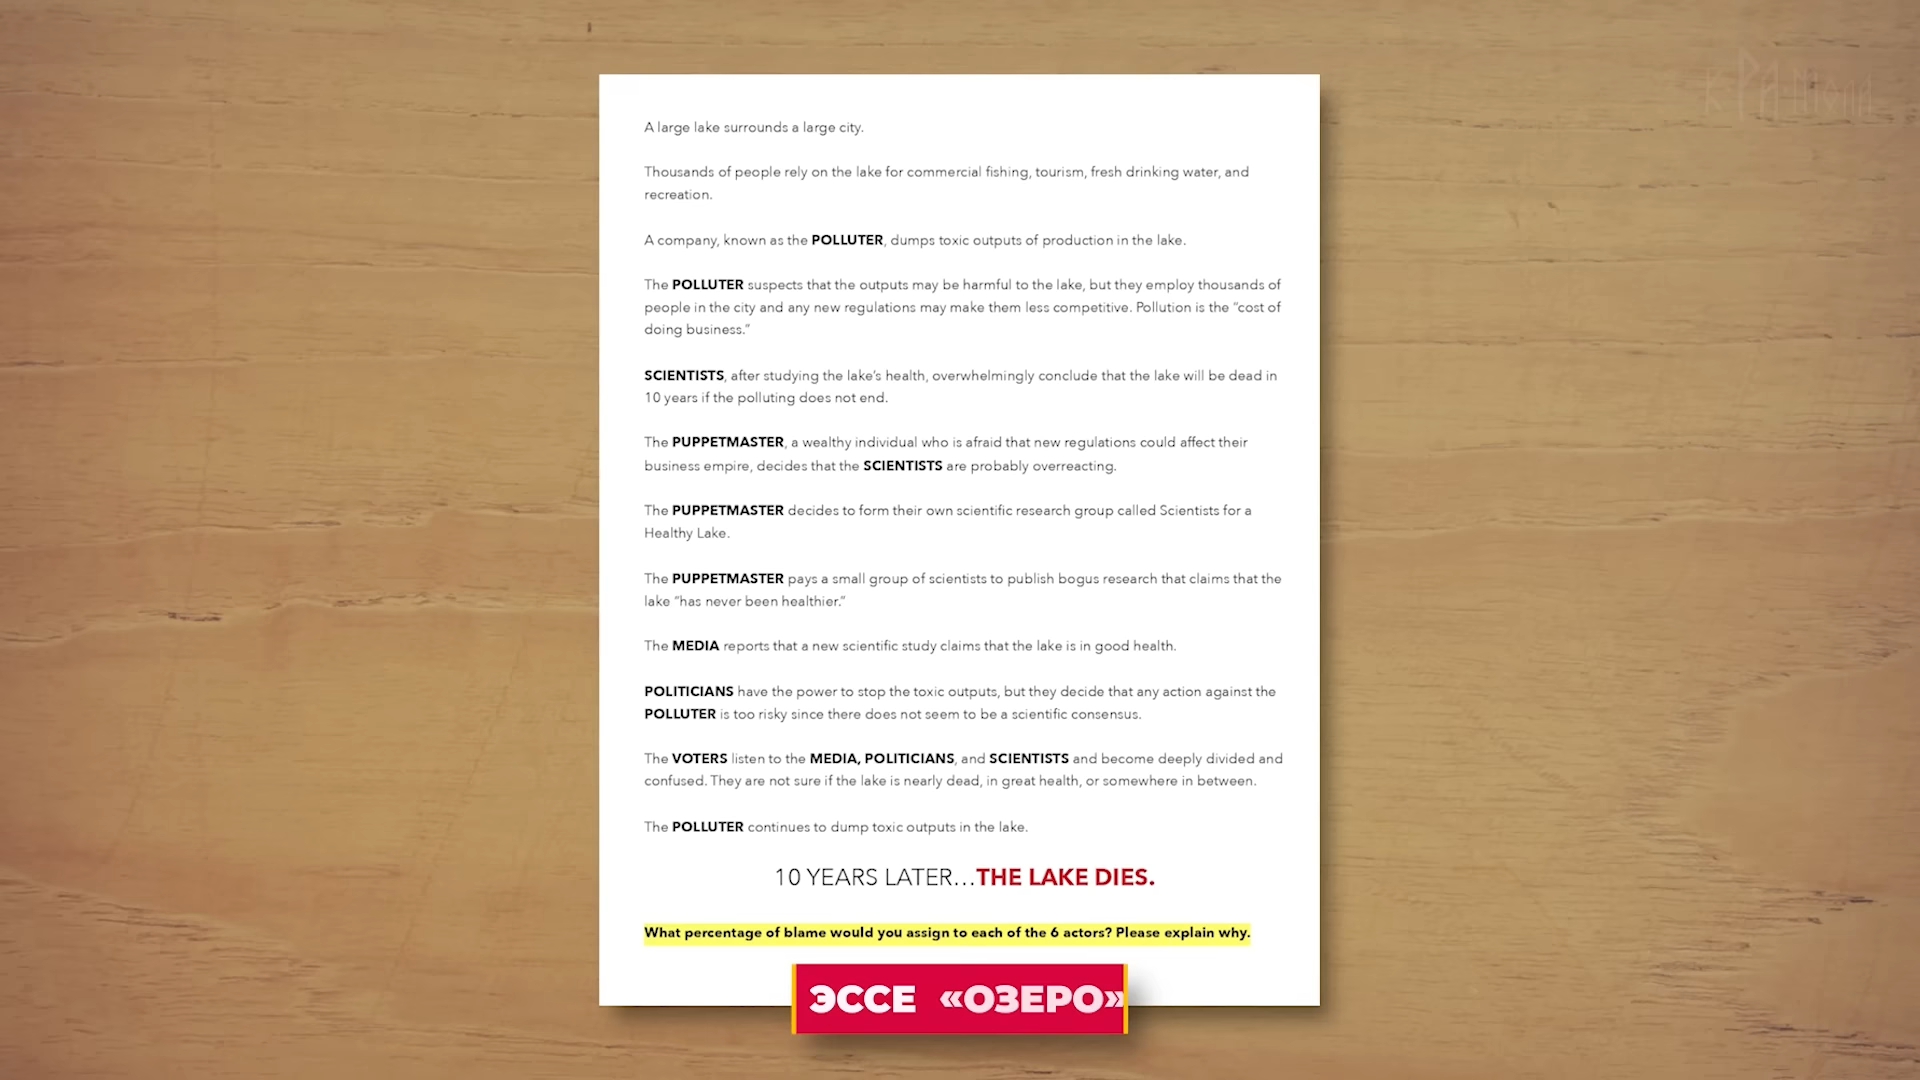 A large lake surrounds a large city.
Thousands of people rely on the lake for commercial fishing, tourism, fresh drinking water, and
recreation.
A company, known as the POLLUTER, dumps toxic outputs of production in the lake.
The POLLUTER suspects that the outputs may be harmful to the lake, but they employ thousands of
people in the city and any new regulations may make them less competitive. Pollution is the “cost of
doing business.”
SCIENTISTS, after studying the lake’s health, overwhelmingly conclude that the lake will be dead in
10 years if the polluting does not end.
The PUPPETMASTER, a wealthy individual who is afraid that new regulations could affect their
business empire, decides that the SCIENTISTS are probably overreacting.
The PUPPETMASTER decides to form their own scientific research group called Scientists for a
Healthy Lake.
The PUPPETMASTER pays a small group of scientists to publish bogus research that claims that the
lake “has never been healthier.”
The MEDIA reports that a new scientific study claims that the lake is in good health.
POLITICIANS have the power to stop the toxic outputs, but they decide that any action against the
POLLUTER is too risky since there does not seem to be a scientific consensus.
The VOTERS listen to the MEDIA, POLITICIANS, and SCIENTISTS and become deeply divided and
confused. They are not sure if the lake is nearly dead, in great health, or somewhere in between.
The POLLUTER continues to dump toxic outputs in the lake.
10 YEARS LATER…THE LAKE DIES.
What percentage of blame would you assign to each of the 6 actors? Please explain why.
ЭССЕ «ОЗЕРО»